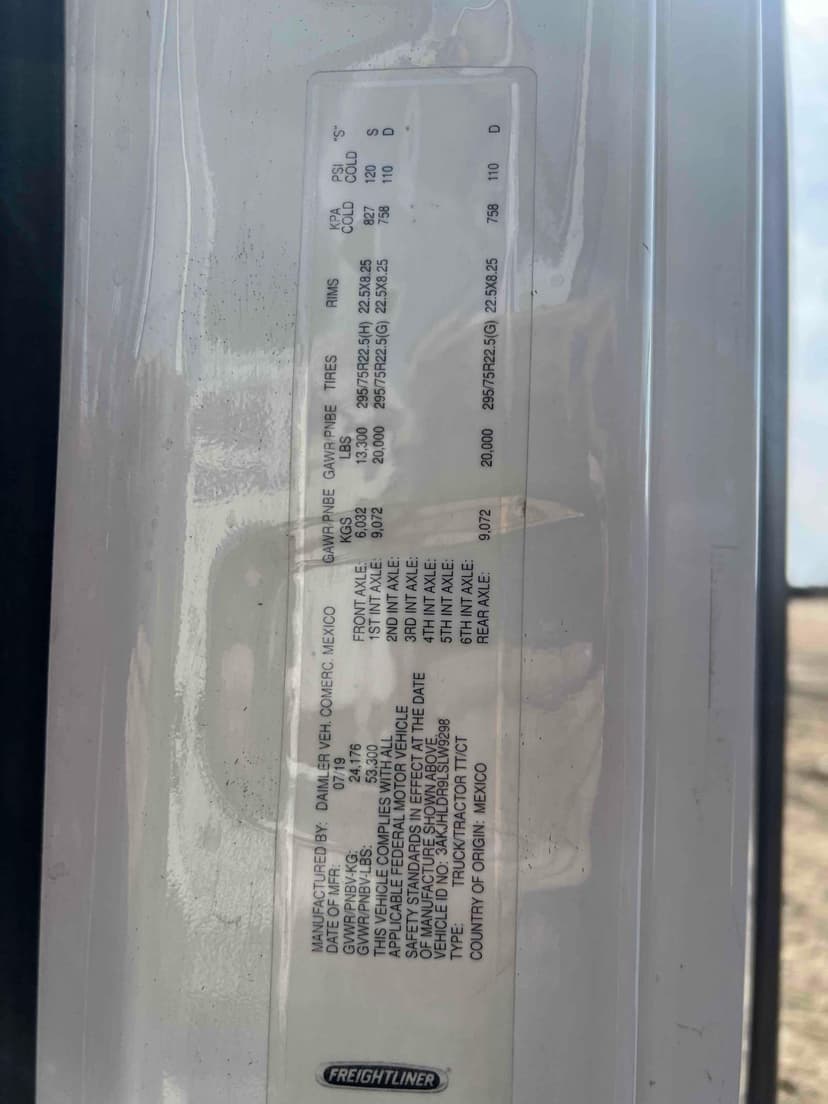 FREIGHTLINER
MANUFACTURED BY: DAIMLER VEH. COMERC. MEXICO
DATE OF MFR: 07/19
GVWR/PNBV-KG: 24,176
GVWR/PNBV-LBS: 53,300
THIS VEHICLE COMPLIES WITH ALL
APPLICABLE FEDERAL MOTOR VEHICLE
SAFETY STANDARDS IN EFFECT AT THE DATE
OF MANUFACTURE SHOWN ABOVE.
VEHICLE ID NO: 3AKJHLDR9LSLW9298
TYPE: TRUCK/TRACTOR TT/CT
COUNTRY OF ORIGIN: MEXICO
GAWR/PNBE GAWR/PNBE TIRES RIMS KPA PSI "S"
KGS LBS COLD COLD
FRONT AXLE: 6,032 13,300 295/75R22.5(H) 22.5X8.25 827 120 S
1ST INT AXLE: 9,072 20,000 295/75R22.5(G) 22.5X8.25 758 110 D
2ND INT AXLE:
3RD INT AXLE:
4TH INT AXLE:
5TH INT AXLE:
6TH INT AXLE:
REAR AXLE: 9,072 20,000 295/75R22.5(G) 22.5X8.25 758 110 D